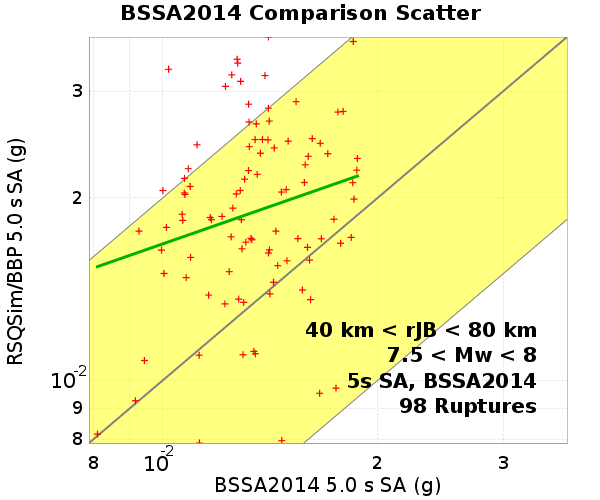 BSSA2014 Comparison Scatter
RSQSim/BBP 5.0 s SA (g)
3
2
10-2
9
8
40 km < rJB < 80 km
7.5 < Mw < 8
5s SA, BSSA2014
98 Ruptures
8 10-2 2 3
BSSA2014 5.0 s SA (g)